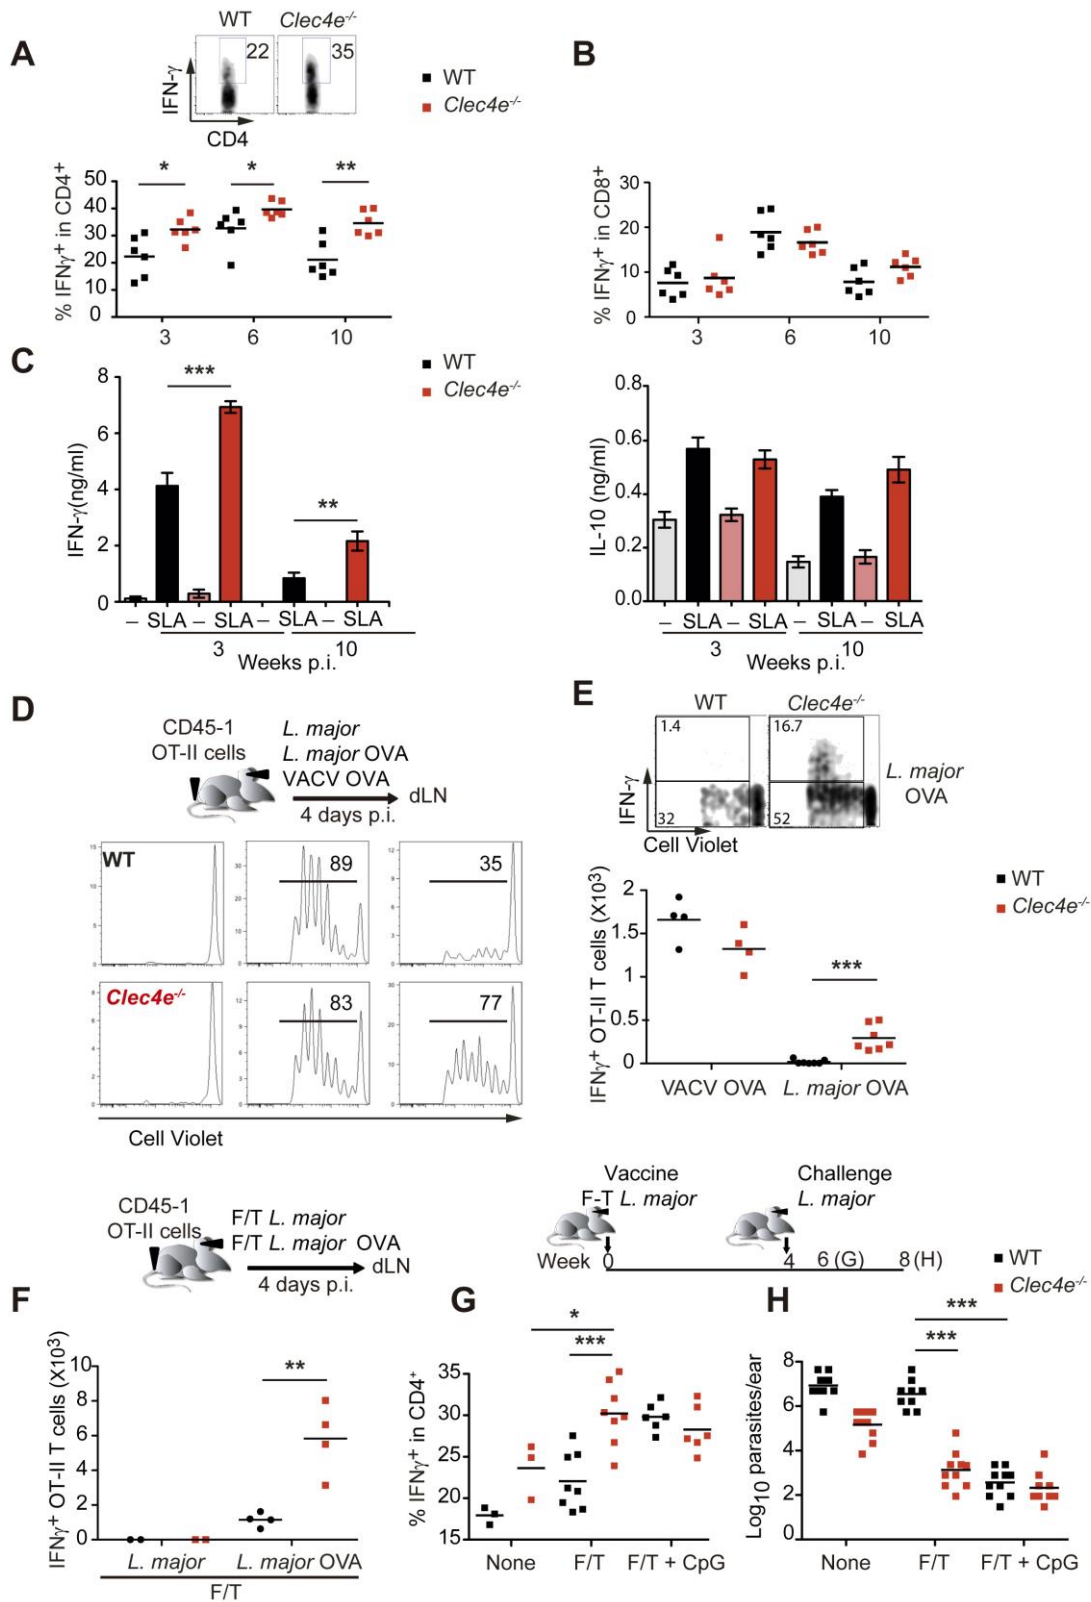 A
WT
Clec4e-/-
22
35
IFN-γ
CD4
WT
Clec4e-/-
B
* * **
% IFNγ+ in CD4+
50
40
30
20
10
0
3 6 10
% IFNγ+ in CD8+
30
20
10
0
3 6 10
C
WT
Clec4e-/-
IFN-γ(ng/ml)
8
6
4
2
0
***
**
– SLA – SLA – SLA – SLA
3 10
Weeks p.i.
IL-10 (ng/ml)
0.8
0.6
0.4
0.2
0.0
– SLA – SLA – SLA – SLA
3 10
Weeks p.i.
D
CD45-1
OT-II cells
L. major
L. major OVA
VACV OVA
4 days p.i.
dLN
WT
89
35
Clec4e-/-
83
77
Cell Violet
E
WT
Clec4e-/-
1.4
16.7
32
52
IFN-γ
Cell Violet
L. major
OVA
WT
Clec4e-/-
IFNγ+ OT-II T cells (X103)
2
1.5
1
0.5
0
***
VACV OVA L. major OVA
CD45-1
OT-II cells
F/T L. major
F/T L. major OVA
4 days p.i.
dLN
Vaccine
F-T L. major
Challenge
L. major
Week 0 4 6 (G) 8 (H)
WT
Clec4e-/-
F
IFNγ+ OT-II T cells (X103)
10
8
6
4
2
0
**
L. major L. major OVA
F/T
G
% IFNγ+ in CD4+
35
30
25
20
15
*
***
None F/T F/T + CpG
H
Log10 parasites/ear
8
6
4
2
0
***
***
None F/T F/T + CpG